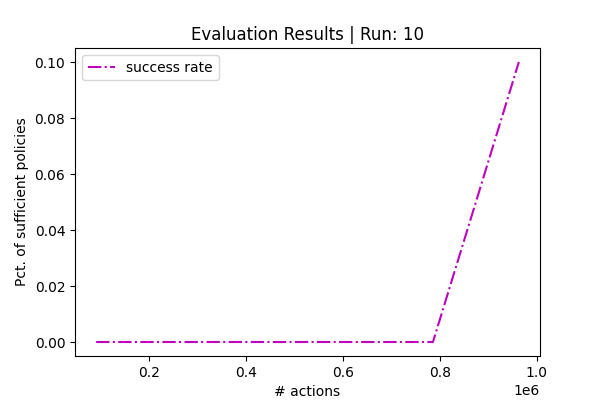 Evaluation Results | Run: 10
success rate
Pct. of sufficient policies
0.10
0.08
0.06
0.04
0.02
0.00
0.2 0.4 0.6 0.8 1.0
1e6
# actions